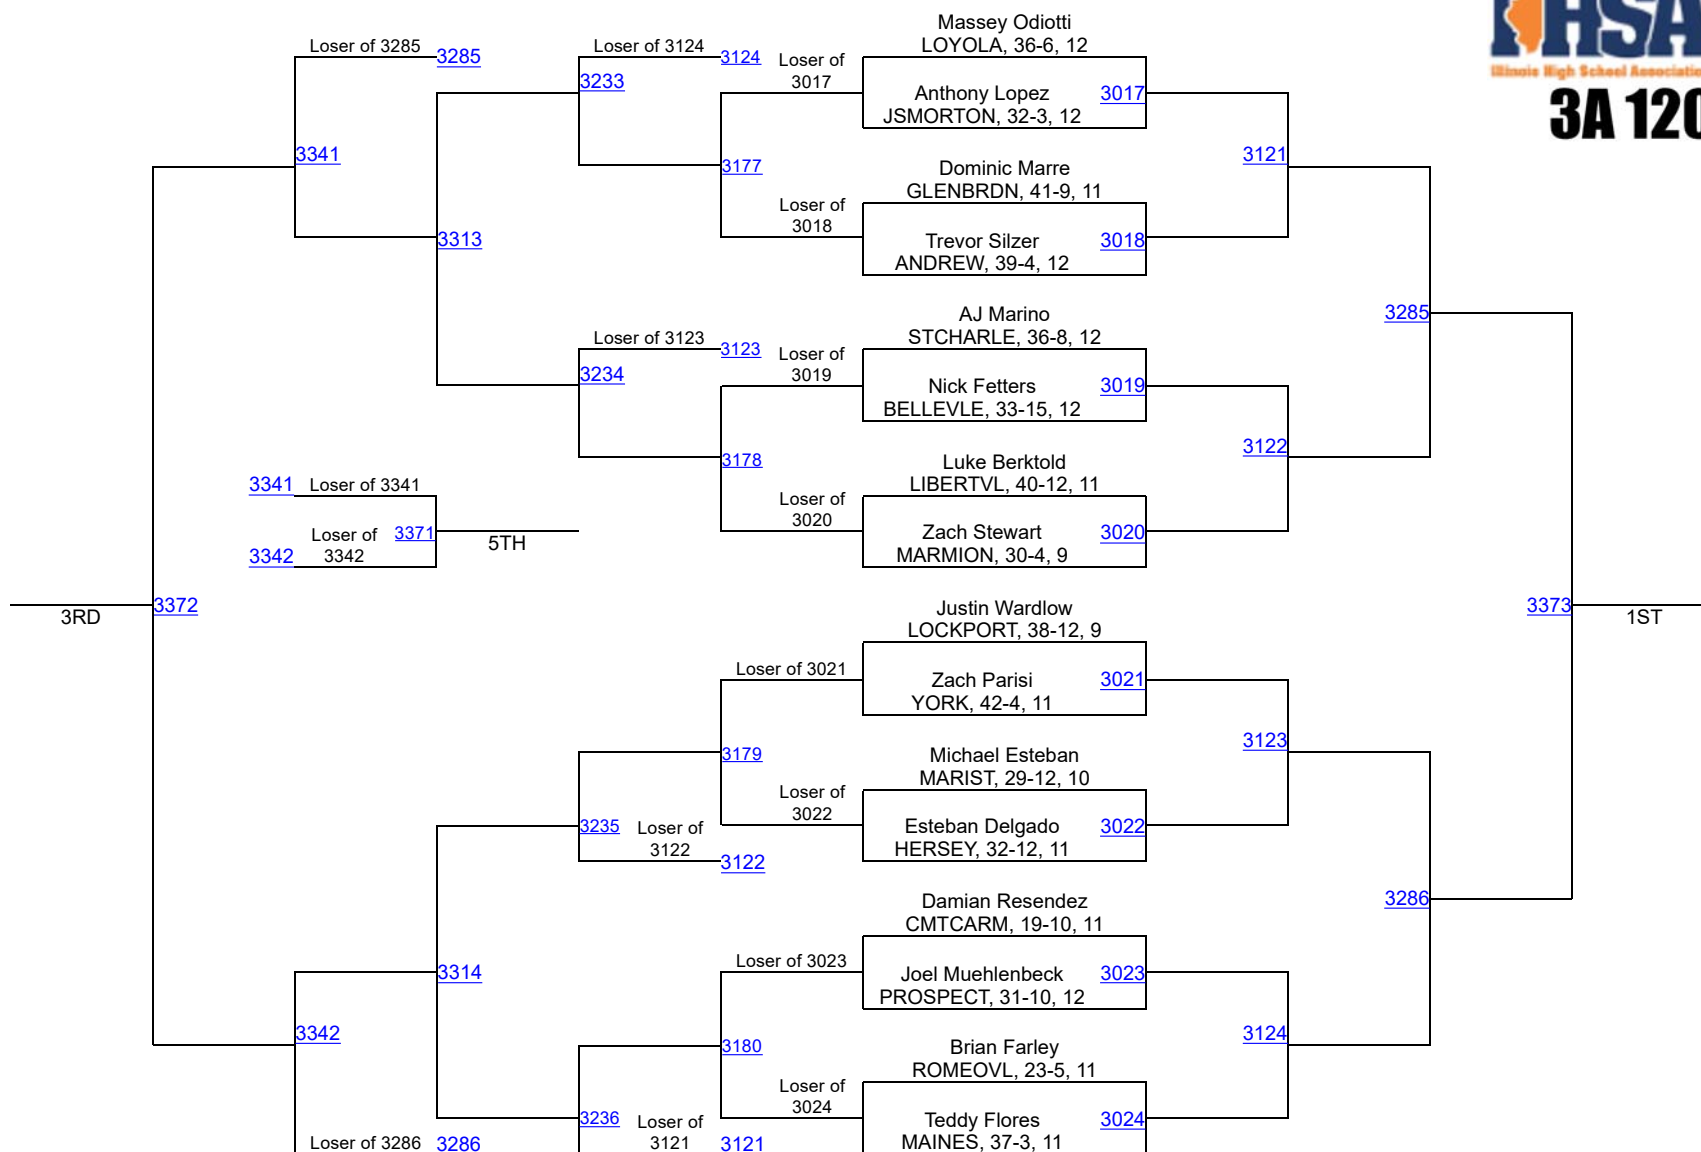 HSA
Illinois High School Association
3A 120
Massey Odiotti
LOYOLA, 36-6, 12
Loser of 3285
3285
Loser of 3124
3124
Loser of
3017
3233
Anthony Lopez
JSMORTON, 32-3, 12
3017
3341
3177
Dominic Marre
GLENBRDN, 41-9, 11
3121
Loser of
3018
3313
Trevor Silzer
ANDREW, 39-4, 12
3018
AJ Marino
STCHARLE, 36-8, 12
3285
Loser of 3123
3123
Loser of
3019
3234
Nick Fetters
BELLEVLE, 33-15, 12
3019
3178
Luke Berktold
LIBERTVL, 40-12, 11
3122
3341
Loser of 3341
Loser of
3020
3342
Loser of
3342
3371
5TH
Zach Stewart
MARMION, 30-4, 9
3020
3RD
3372
Justin Wardlow
LOCKPORT, 38-12, 9
3373
1ST
Loser of 3021
Zach Parisi
YORK, 42-4, 11
3021
3179
Michael Esteban
MARIST, 29-12, 10
3123
Loser of
3022
3235
Loser of
3122
3122
Esteban Delgado
HERSEY, 32-12, 11
3022
Damian Resendez
CMTCARM, 19-10, 11
3286
Loser of 3023
3314
Joel Muehlenbeck
PROSPECT, 31-10, 12
3023
3342
3180
Brian Farley
ROMEOVL, 23-5, 11
3124
Loser of
3024
3236
Loser of
3121
3121
Teddy Flores
MAINES, 37-3, 11
3024
Loser of 3286
3286